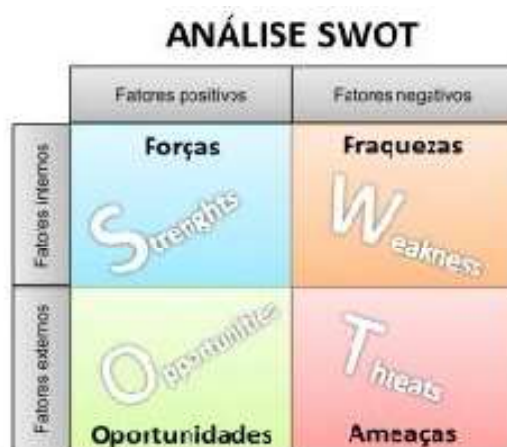 ANÁLISE SWOT
Fatores positivos
Fatores negativos
Fatores internos
Forças
Strenghts
Fraquezas
Weakness
Fatores externos
Opportunities
Oportunidades
Threats
Ameaças